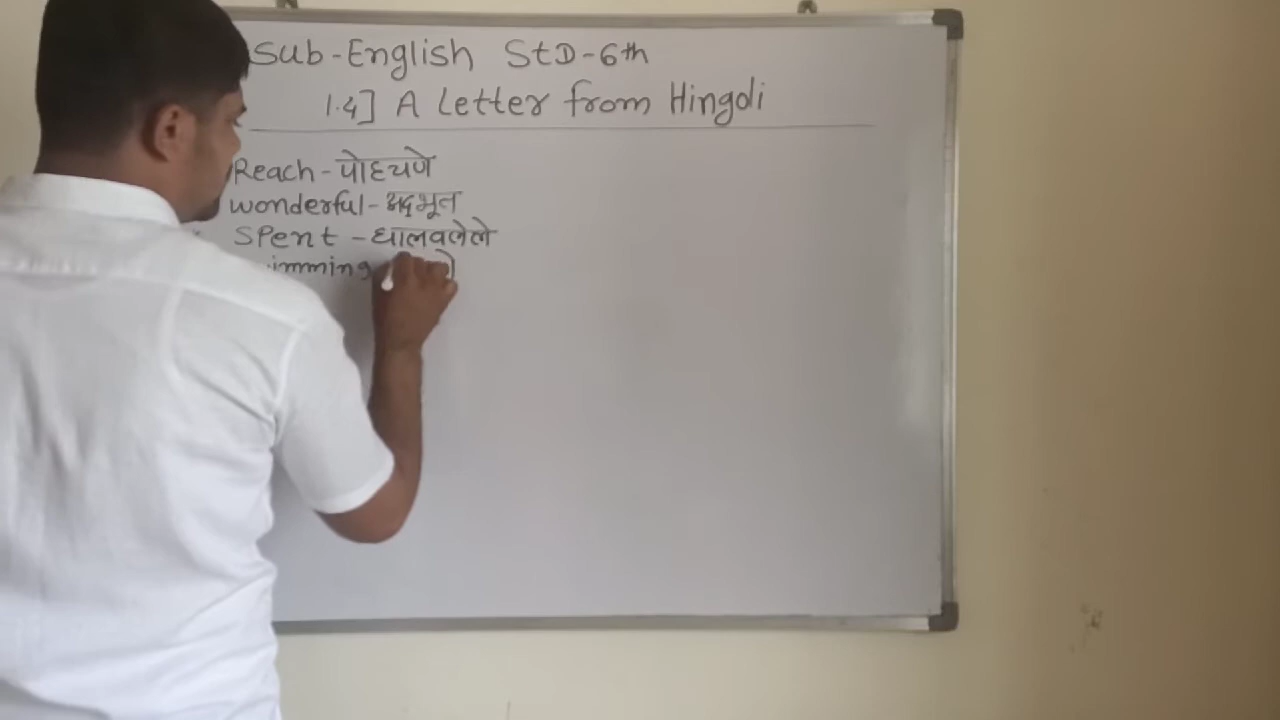 Sub-English StD-6th
1.4] A Letter from Hingoli
Reach-पोहचणे
wonderful-अद्भूत
Spent-घालवलेले